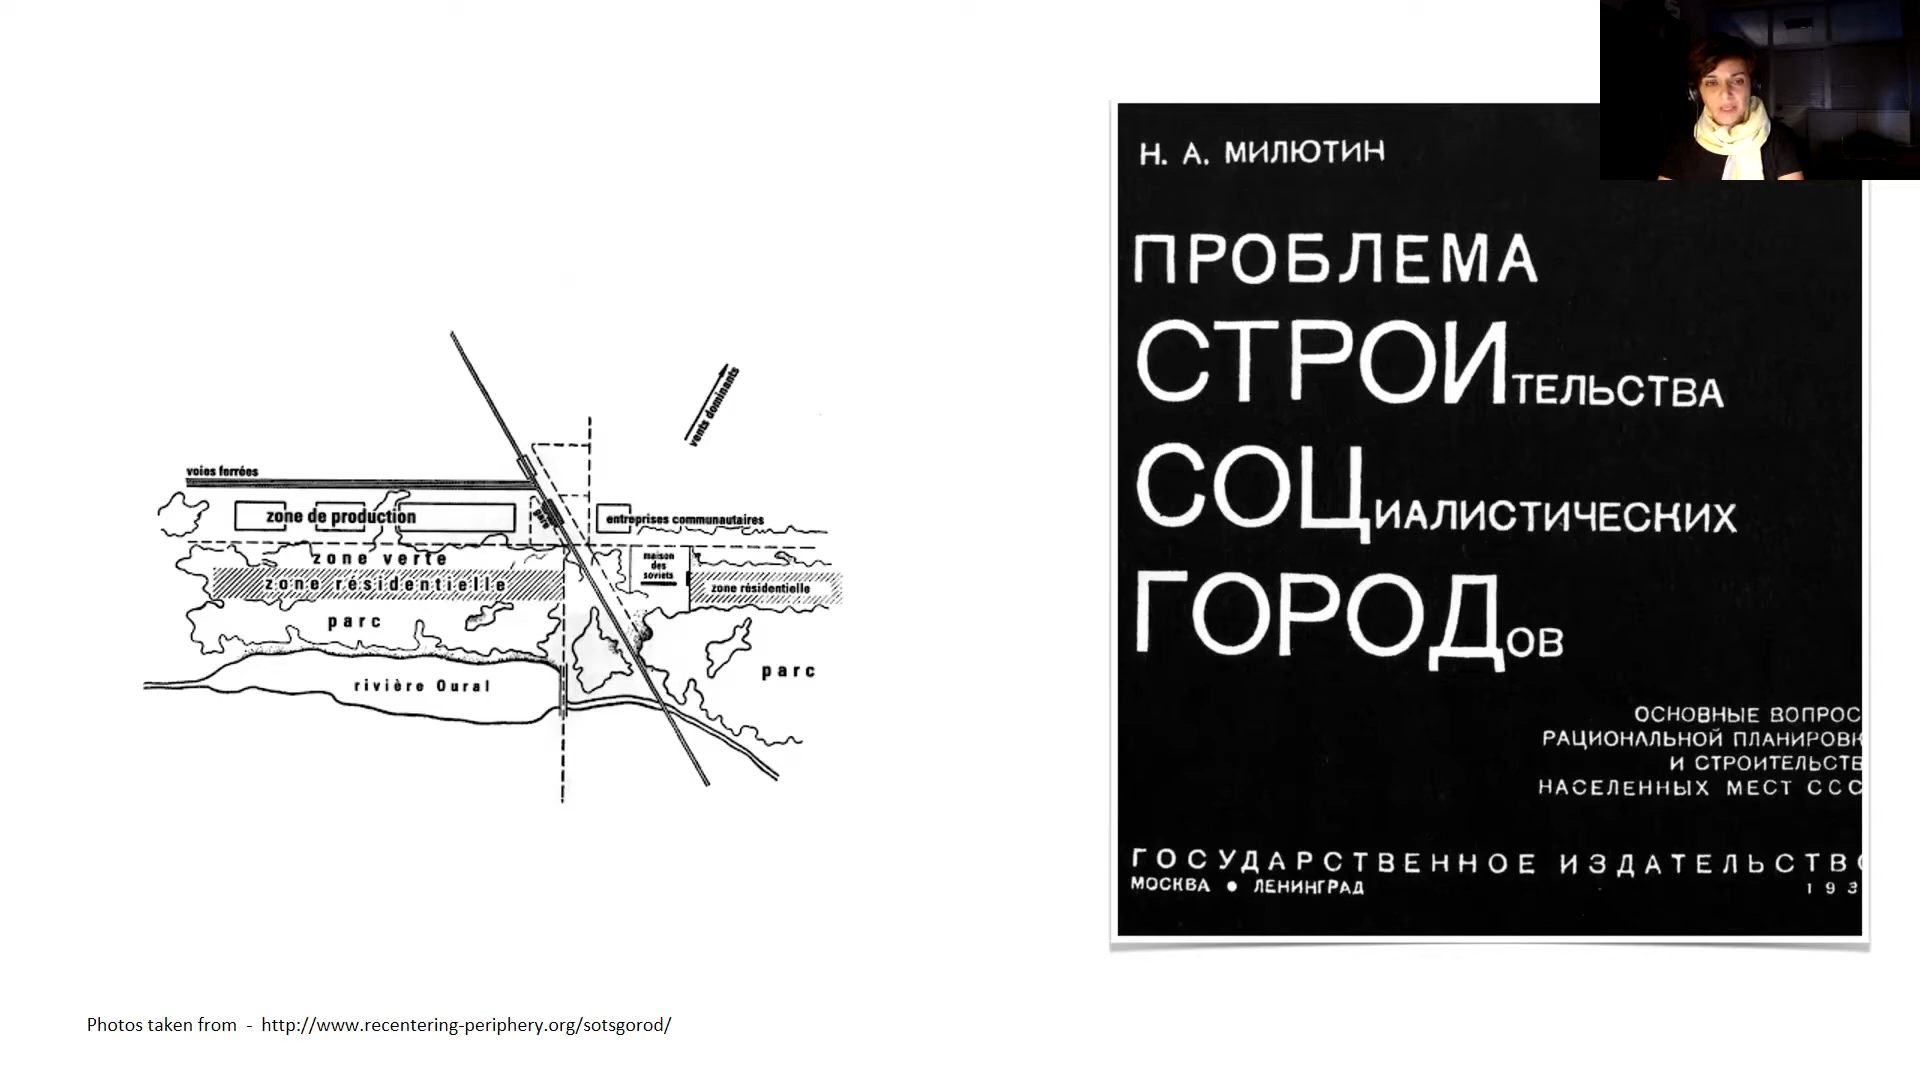 vents dominants
voies ferrées
zone de production
parc
entreprises communautaires
zone verte
maison
des
soviets
zone résidentielle
zone résidentielle
parc
parc
rivière Oural
Photos taken from - http://www.recentering-periphery.org/sotsgorod/
Н. А. МИЛЮТИН
ПРОБЛЕМА
СТРОИТЕЛЬСТВА
СОЦИАЛИСТИЧЕСКИХ
ГОРОДОВ
ОСНОВНЫЕ ВОПРОС
РАЦИОНАЛЬНОЙ ПЛАНИРОВК
И СТРОИТЕЛЬСТВ
НАСЕЛЕННЫХ МЕСТ ССС
ГОСУДАРСТВЕННОЕ ИЗДАТЕЛЬСТВО
МОСКВА ● ЛЕНИНГРАД
193